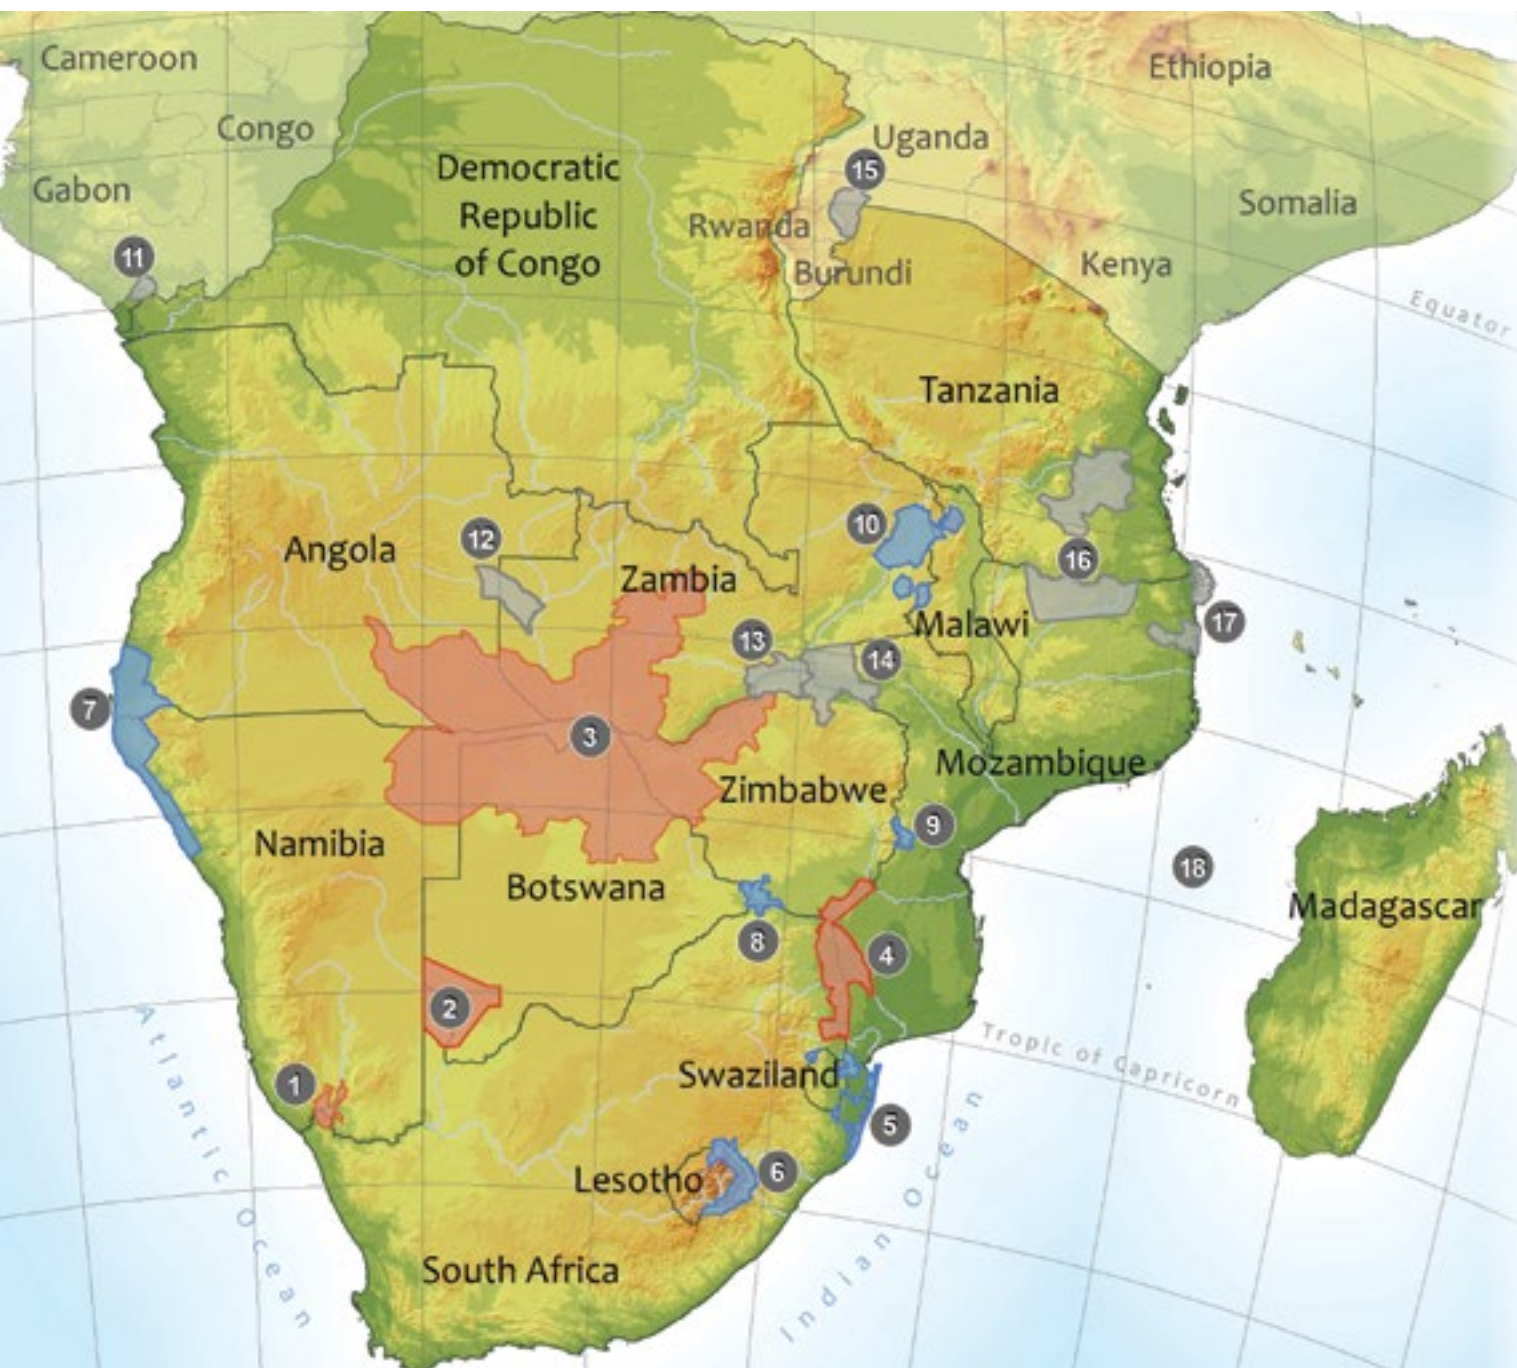 Cameroon
Ethiopia
Congo
Uganda
15
Democratic
Republic
of Congo
Gabon
Somalia
Rwanda
11
Kenya
Burundi
Equator
Tanzania
10
12
Angola
16
Zambia
Malawi
17
13
14
7
3
Mozambique
Zimbabwe
9
Namibia
18
Botswana
Madagascar
8
4
2
Tropic of Capricorn
Swaziland
1
5
Atlantic Ocean
Lesotho
6
Indian Ocean
South Africa